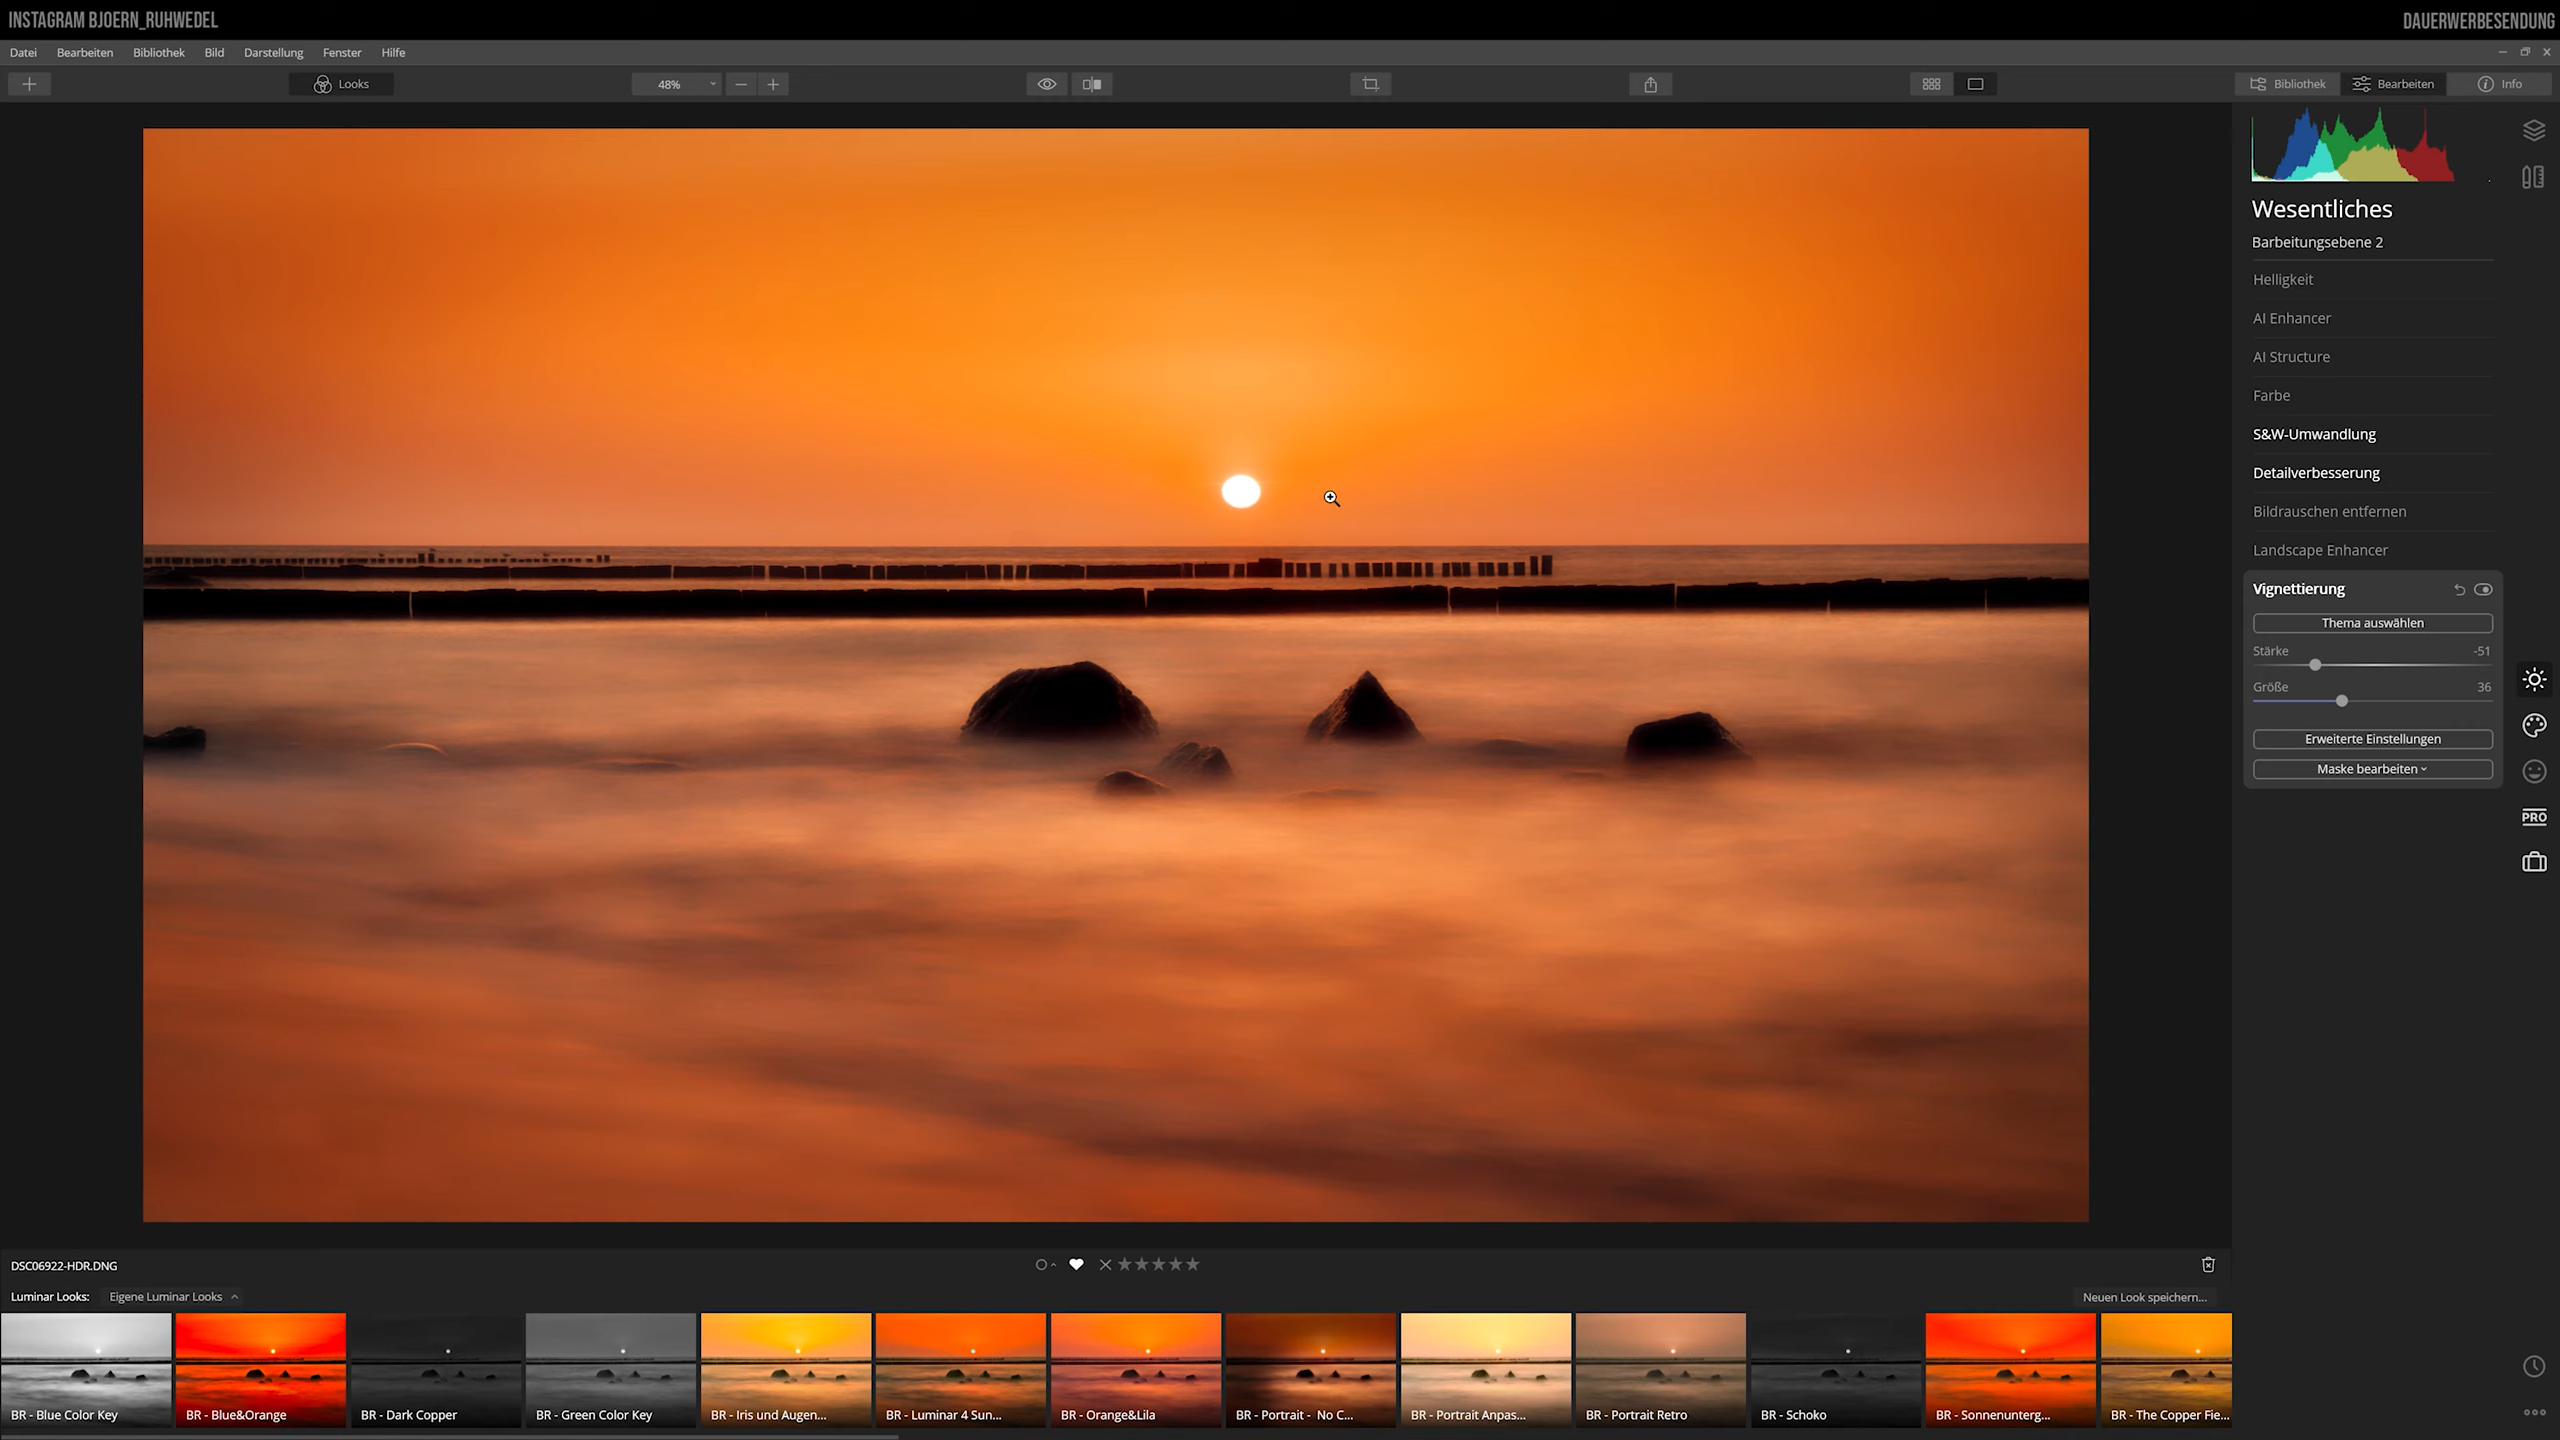 INSTAGRAM BJOERN_RUHWEDEL
DAUERWERBESENDUNG
Datei Bearbeiten Bibliothek Bild Darstellung Fenster Hilfe
Looks 48% Bibliothek Bearbeiten Info
Wesentliches
Barbeitungsebene 2
Helligkeit
AI Enhancer
AI Structure
Farbe
S&W-Umwandlung
Detailverbesserung
Bildrauschen entfernen
Landscape Enhancer
Vignettierung
Thema auswählen
Stärke -51
Größe 36
Erweiterte Einstellungen
Maske bearbeiten
PRO
DSC06922-HDR.DNG
Luminar Looks: Eigene Luminar Looks
Neuen Look speichern...
BR - Blue Color Key
BR - Blue&Orange
BR - Dark Copper
BR - Green Color Key
BR - Iris und Augen...
BR - Luminar 4 Sun...
BR - Orange&Lila
BR - Portrait - No C...
BR - Portrait Anpas...
BR - Portrait Retro
BR - Schoko
BR - Sonnenunterg...
BR - The Copper Fie...